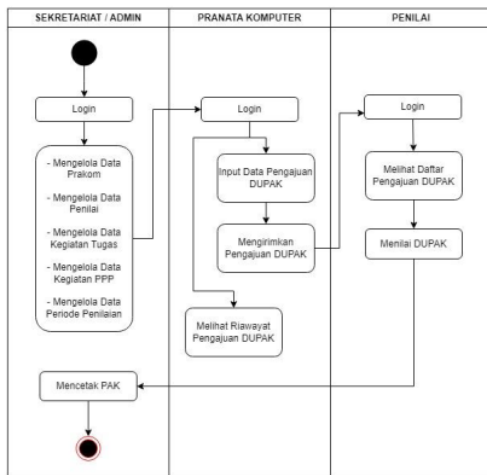 SEKRETARIAT / ADMIN
PRANATA KOMPUTER
PENILAI
Login
- Mengelola Data
Prakom
- Mengelola Data
Penilai
- Mengelola Data
Kegiatan Tugas
- Mengelola Data
Kegiatan PPP
- Mengelola Data
Periode Penilaian
Mencetak PAK
Login
Input Data Pengajuan
DUPAK
Mengirimkan
Pengajuan DUPAK
Melihat Riawayat
Pengajuan DUPAK
Login
Melihat Daftar
Pengajuan DUPAK
Menilai DUPAK